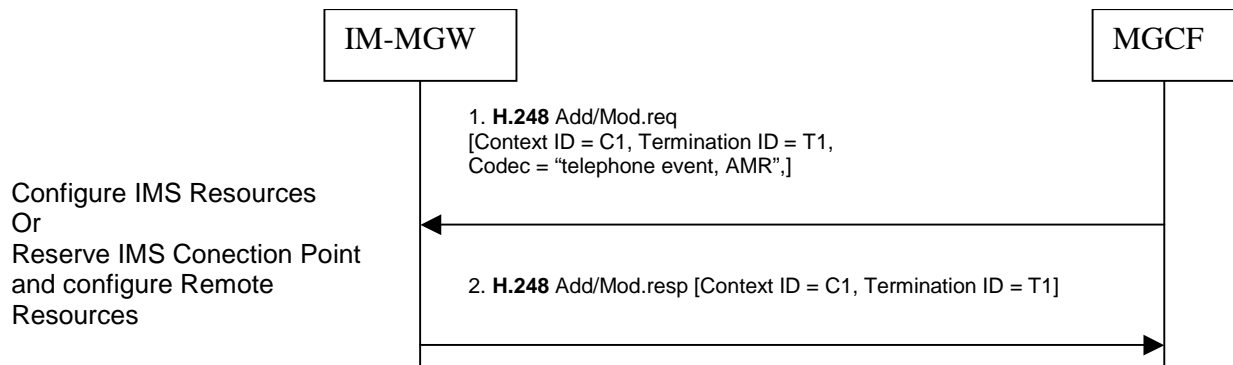 IM-MGW
MGCF
1. H.248 Add/Mod.req
[Context ID = C1, Termination ID = T1,
Codec = “telephone event, AMR”,]
Configure IMS Resources
Or
Reserve IMS Conection Point
and configure Remote
Resources
2. H.248 Add/Mod.resp [Context ID = C1, Termination ID = T1]